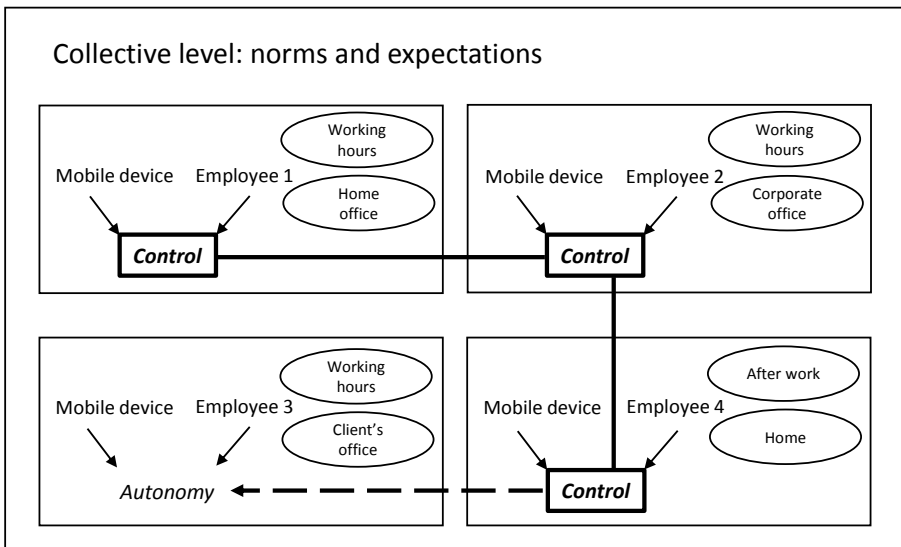 Collective level: norms and expectations
Working
hours
Mobile device
Employee 1
Home
office
Control
Working
hours
Mobile device
Employee 2
Corporate
office
Control
Working
hours
Mobile device
Employee 3
Client's
office
Autonomy
After work
Mobile device
Employee 4
Home
Control